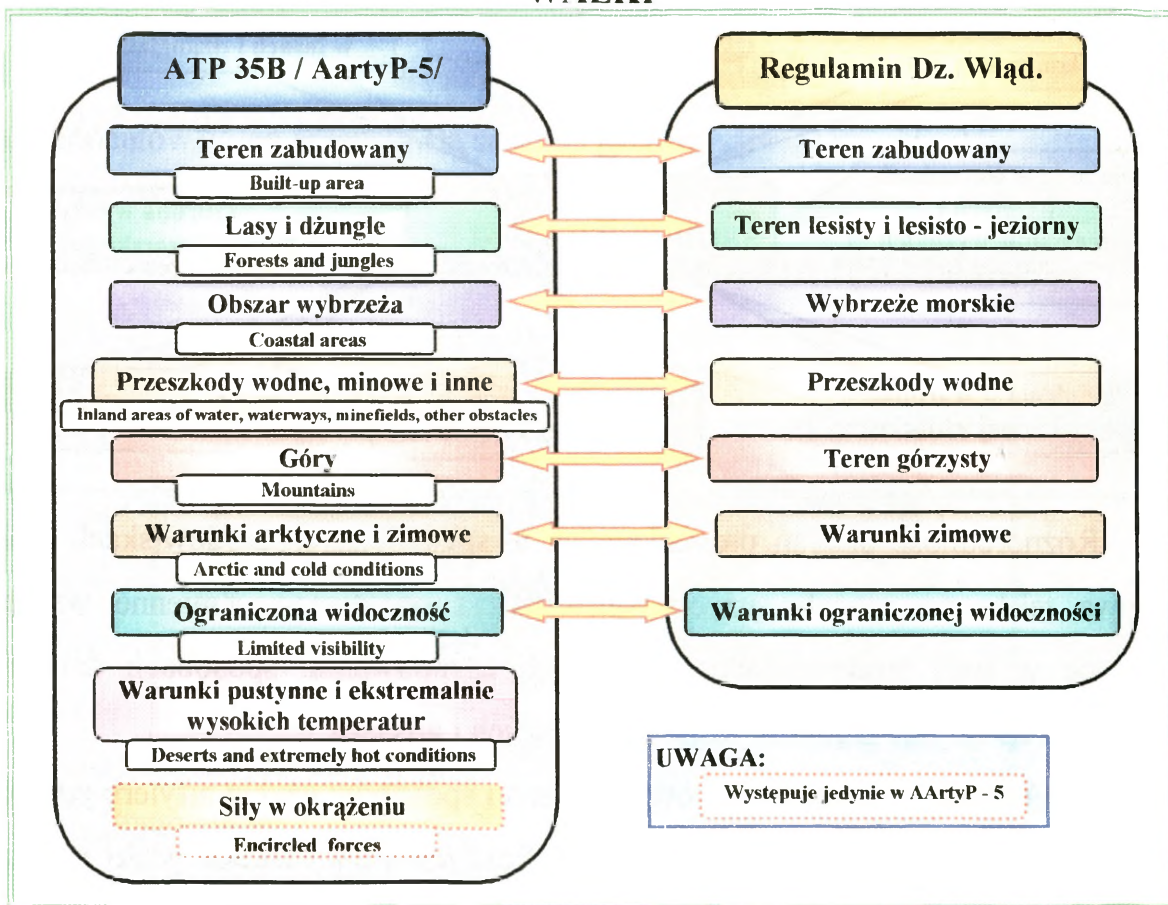 ATP 35B / AartyP-5/
Teren zabudowany
Built-up area
Lasy i dżungle
Forests and jungles
Obszar wybrzeża
Coastal areas
Przeszkody wodne, minowe i inne
Inland areas of water, waterways, minefields, other obstacles
Góry
Mountains
Warunki arktyczne i zimowe
Arctic and cold conditions
Ograniczona widoczność
Limited visibility
Warunki pustynne i ekstremalnie
wysokich temperatur
Deserts and extremely hot conditions
Siły w okrążeniu
Encircled forces
Regulamin Dz. Wląd.
Teren zabudowany
Teren lesisty i lesisto - jeziorny
Wybrzeże morskie
Przeszkody wodne
Teren górzysty
Warunki zimowe
Warunki ograniczonej widoczności
UWAGA:
Występuje jedynie w AArtyP - 5